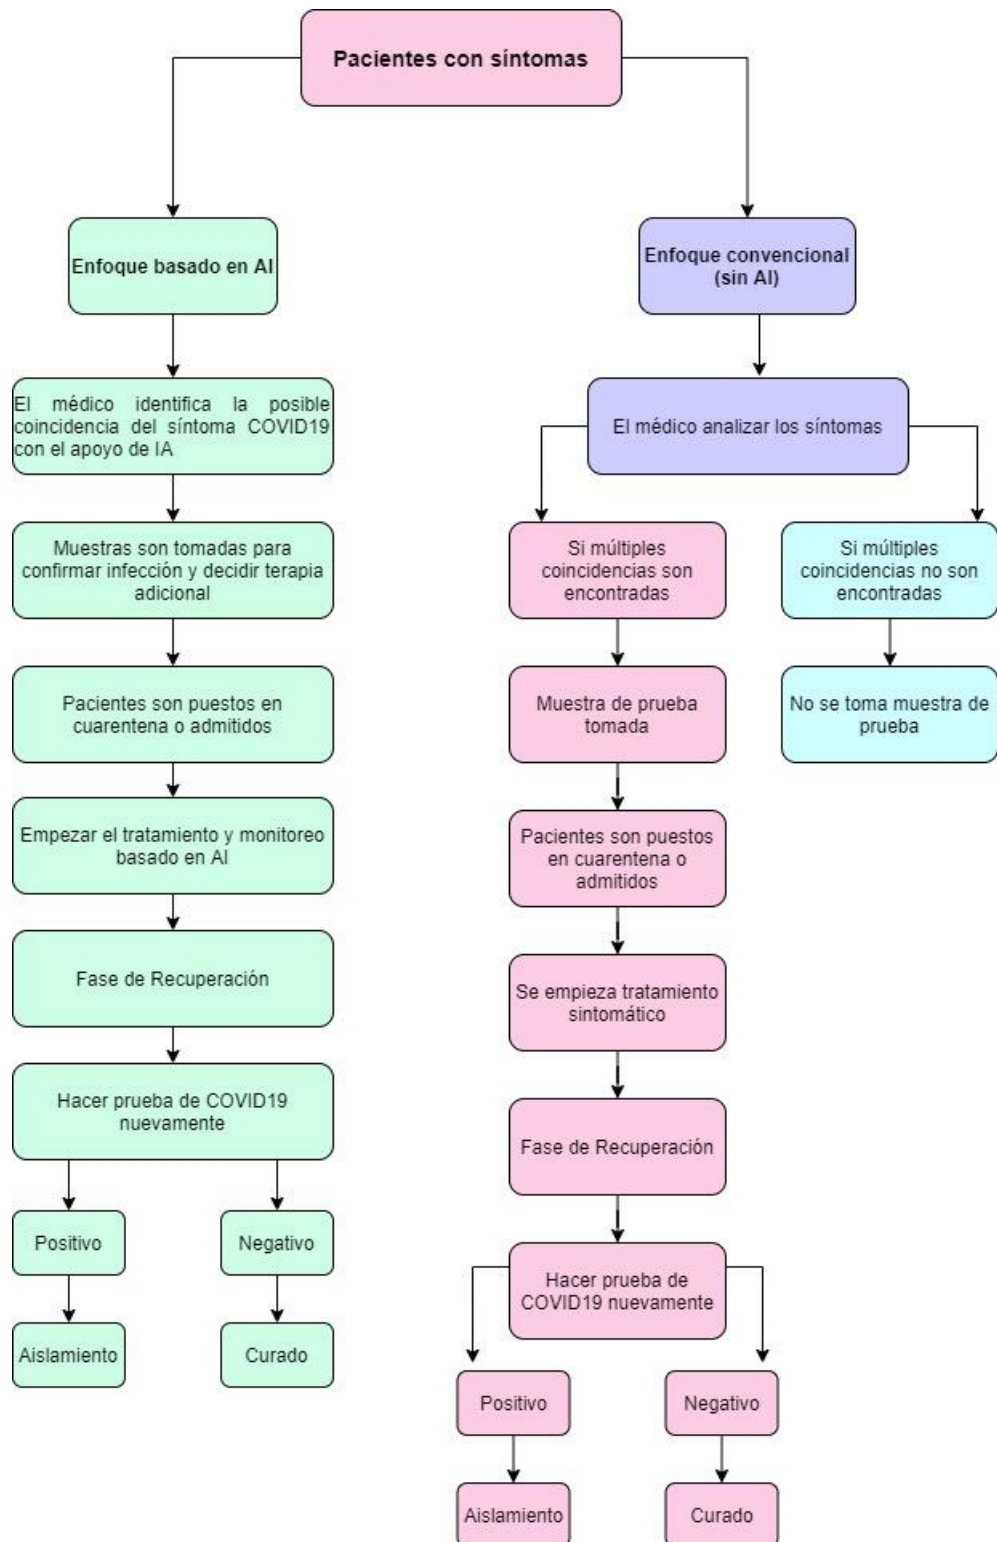 Pacientes con síntomas
Enfoque basado en AI
El médico identifica la posible
coincidencia del síntoma COVID19
con el apoyo de IA
Muestras son tomadas para
confirmar infección y decidir terapia
adicional
Pacientes son puestos en
cuarentena o admitidos
Empezar el tratamiento y monitoreo
basado en AI
Fase de Recuperación
Hacer prueba de COVID19
nuevamente
Positivo
Negativo
Aislamiento
Curado
Enfoque convencional
(sin AI)
El médico analizar los síntomas
Si múltiples
coincidencias son
encontradas
Si múltiples
coincidencias no son
encontradas
Muestra de prueba
tomada
No se toma muestra de
prueba
Pacientes son puestos
en cuarentena o
admitidos
Se empieza tratamiento
sintomático
Fase de Recuperación
Hacer prueba de
COVID19 nuevamente
Positivo
Negativo
Aislamiento
Curado